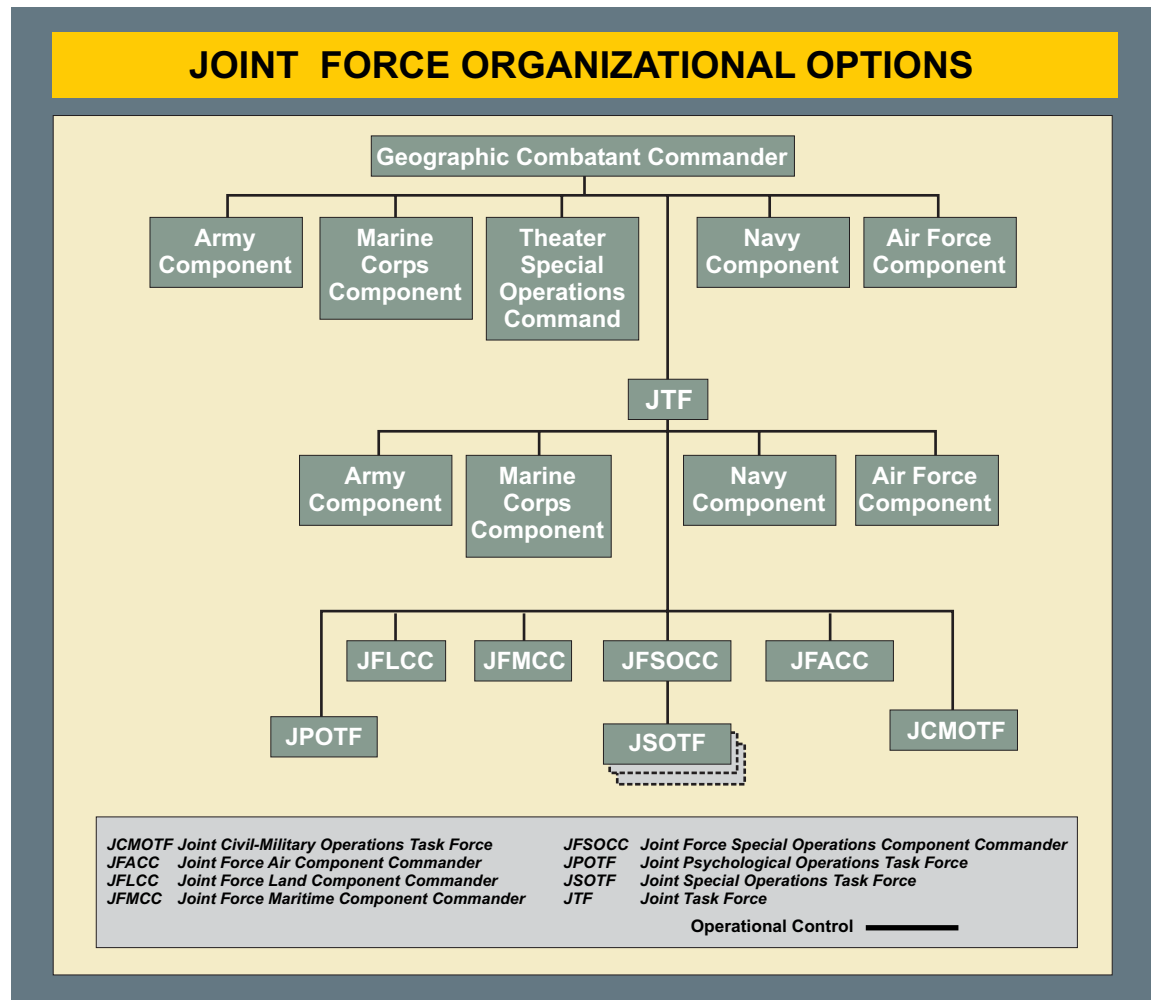 JOINT FORCE ORGANIZATIONAL OPTIONS
Geographic Combatant Commander
Army
Component
Marine
Corps
Component
Theater
Special
Operations
Command
Navy
Component
Air Force
Component
JTF
Army
Component
Marine
Corps
Component
Navy
Component
Air Force
Component
JFLCC
JFMCC
JFSOCC
JFACC
JPOTF
JSOTF
JCMOTF
JCMOTF Joint Civil-Military Operations Task Force
JFACC Joint Force Air Component Commander
JFLCC Joint Force Land Component Commander
JFMCC Joint Force Maritime Component Commander
JFSOCC Joint Force Special Operations Component Commander
JPOTF Joint Psychological Operations Task Force
JSOTF Joint Special Operations Task Force
JTF Joint Task Force
Operational Control